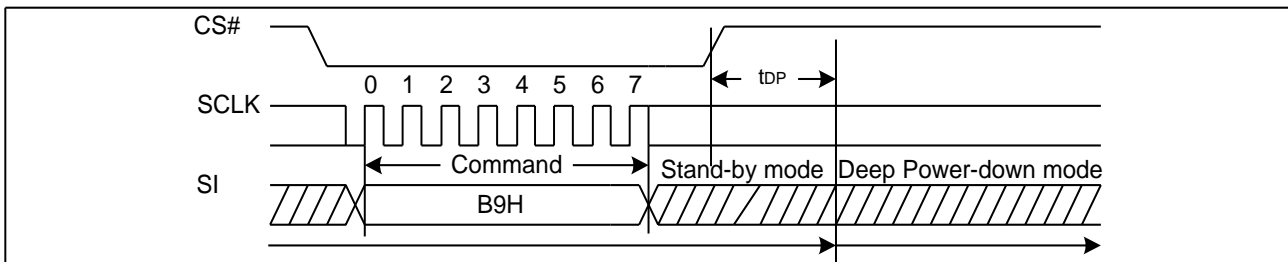 CS#
tDP
0 1 2 3 4 5 6 7
SCLK
Command
Stand-by mode Deep Power-down mode
SI
B9H